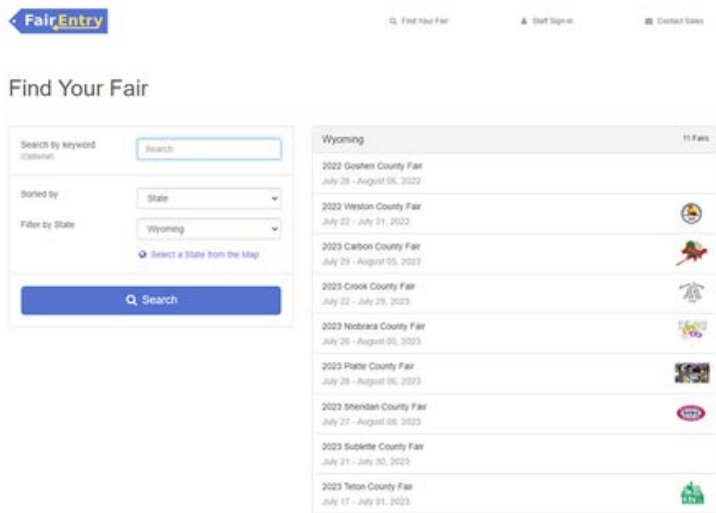 FairEntry
Find Your Fair
Staff Sign-in
Contact Sales
Find Your Fair
Search by keyword
(Optional)
Search
Sorted by
State
Filter by State
Wyoming
Select a State from the Map
Search
Wyoming
11 Fairs
2022 Goshen County Fair
July 28 - August 06, 2022
2022 Weston County Fair
July 22 - July 31, 2022
2023 Carbon County Fair
July 29 - August 05, 2023
2023 Crook County Fair
July 22 - July 29, 2023
2023 Niobrara County Fair
July 26 - August 05, 2023
2023 Platte County Fair
July 28 - August 06, 2023
2023 Sheridan County Fair
July 27 - August 08, 2023
2023 Sublette County Fair
July 21 - July 30, 2023
2023 Teton County Fair
July 17 - July 31, 2023